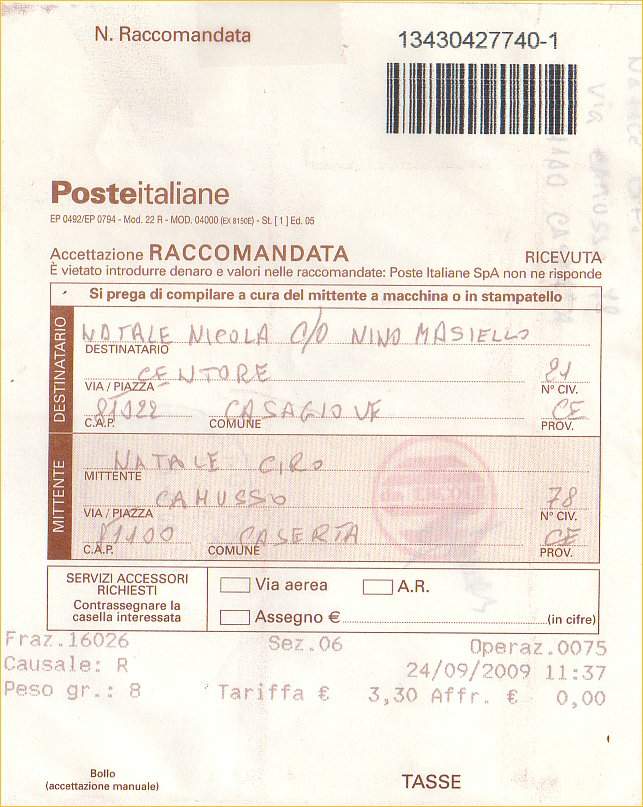 N. Raccomandata
13430427740-1
Posteitaliane
EP 0492/EP 0794 - Mod. 22 R - MOD. 04000 (EX 8150E) - St. [ 1 ] Ed. 05
Accettazione RACCOMANDATA RICEVUTA
È vietato introdurre denaro e valori nelle raccomandate: Poste Italiane SpA non ne risponde
Si prega di compilare a cura del mittente a macchina o in stampatello
DESTINATARIO
NATALE NICOLA C/O NINO MASIELLO
DESTINATARIO
CENTORE 21
VIA / PIAZZA N° CIV.
81022 CASAGIOVE CE
C.A.P. COMUNE PROV.
MITTENTE
NATALE CIRO
MITTENTE
CAMUSSO 78
VIA / PIAZZA N° CIV.
81100 CASERTA CE
C.A.P. COMUNE PROV.
SERVIZI ACCESSORI
RICHIESTI
Contrassegnare la
casella interessata
Via aerea A.R.
Assegno € (in cifre)
Fraz.16026 Sez.06 Operaz.0075
Causale: R 24/09/2009 11:37
Peso gr.: 8 Tariffa € 3,30 Affr. € 0,00
Bollo
(accettazione manuale)
TASSE